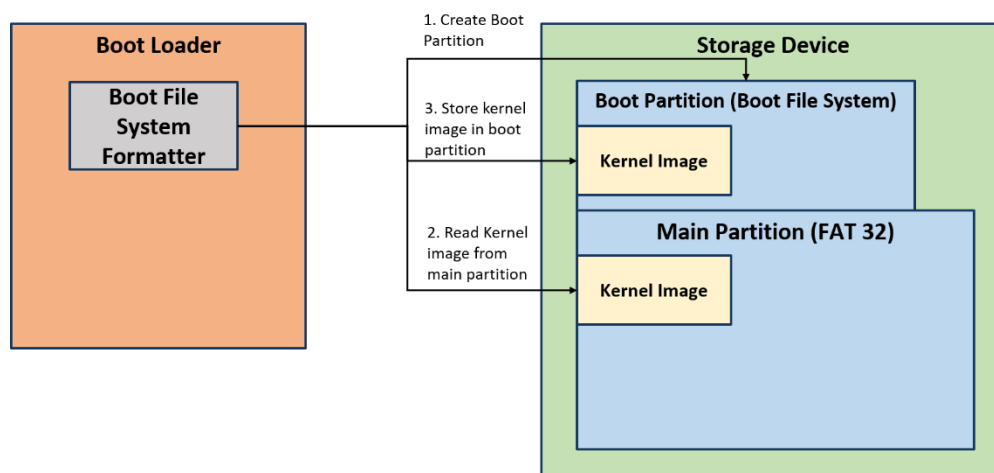 Boot Loader
Boot File
System
Formatter
1. Create Boot
Partition
3. Store kernel
image in boot
partition
2. Read Kernel
image from
main partition
Storage Device
Boot Partition (Boot File System)
Kernel Image
Main Partition (FAT 32)
Kernel Image